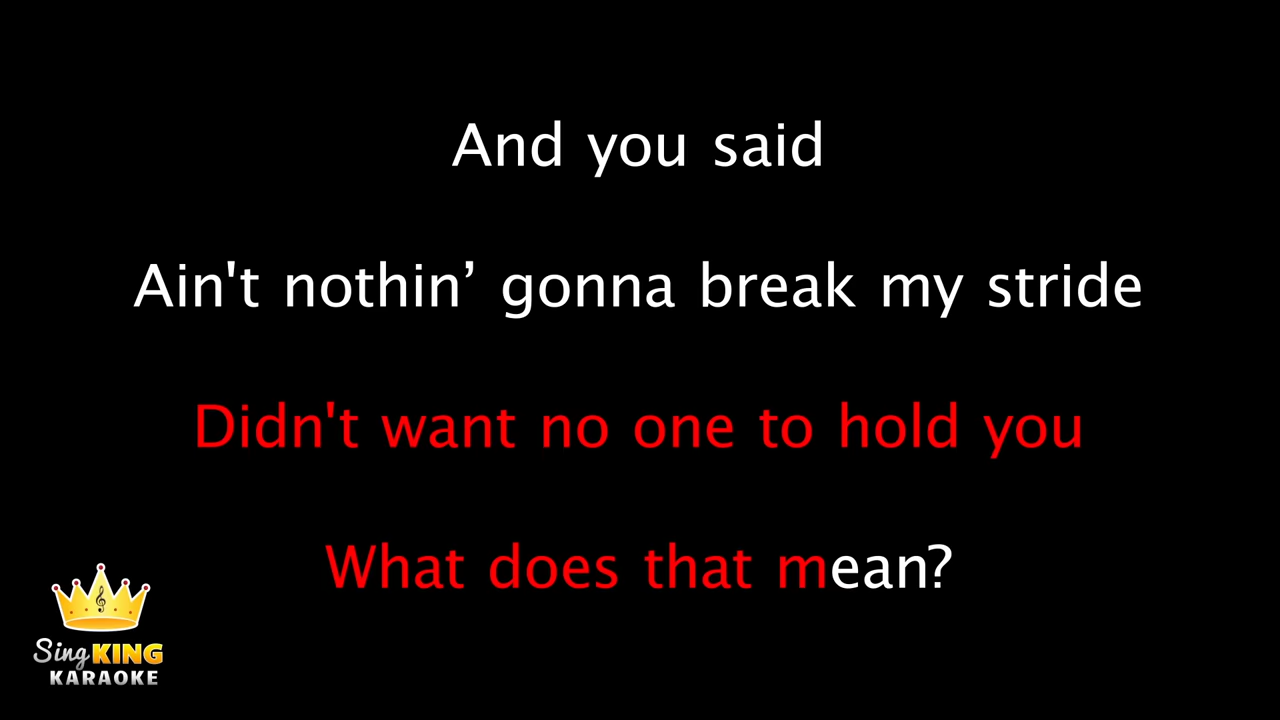 And you said
Ain't nothin’ gonna break my stride
Didn't want no one to hold you
What does that mean?
Sing KING
KARAOKE